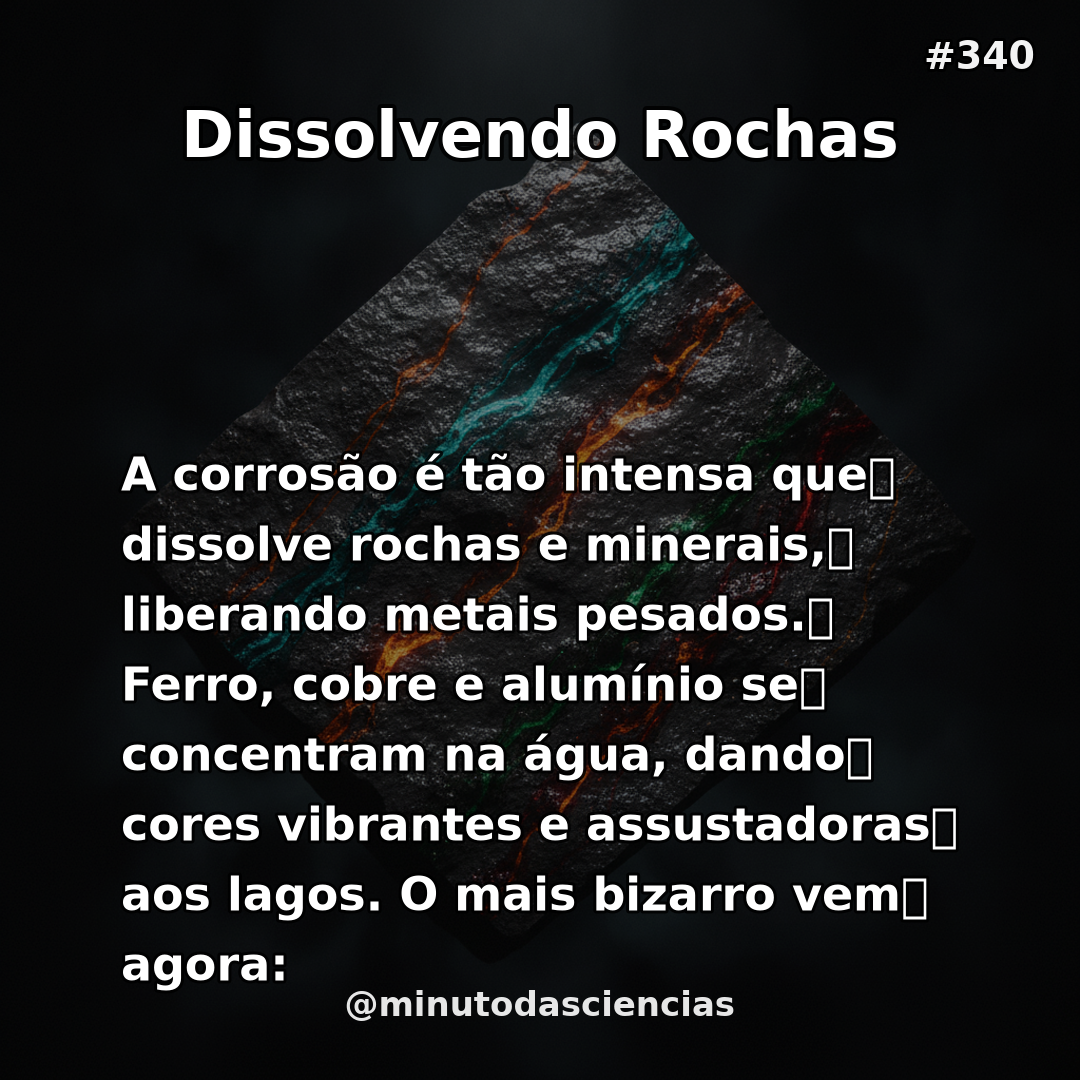 #340
Dissolvendo Rochas
A corrosão é tão intensa que▯
dissolve rochas e minerais,▯
liberando metais pesados.▯
Ferro, cobre e alumínio se▯
concentram na água, dando▯
cores vibrantes e assustadoras▯
aos lagos. O mais bizarro vem▯
agora:
@minutodasciencias